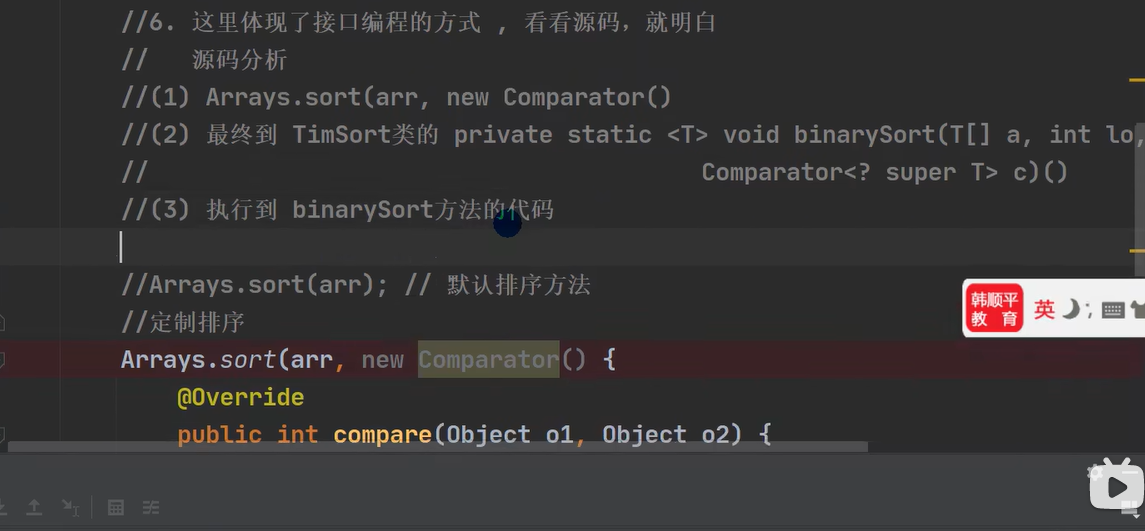 //6. 这里体现了接口编程的方式 , 看看源码，就明白
//   源码分析
//(1) Arrays.sort(arr, new Comparator()
//(2) 最终到 TimSort类的 private static <T> void binarySort(T[] a, int lo,
//                                         Comparator<? super T> c)()
//(3) 执行到 binarySort方法的代码
//Arrays.sort(arr); // 默认排序方法
//定制排序
Arrays.sort(arr, new Comparator() {
    @Override
    public int compare(Object o1, Object o2) {
韩顺平
教 育
英